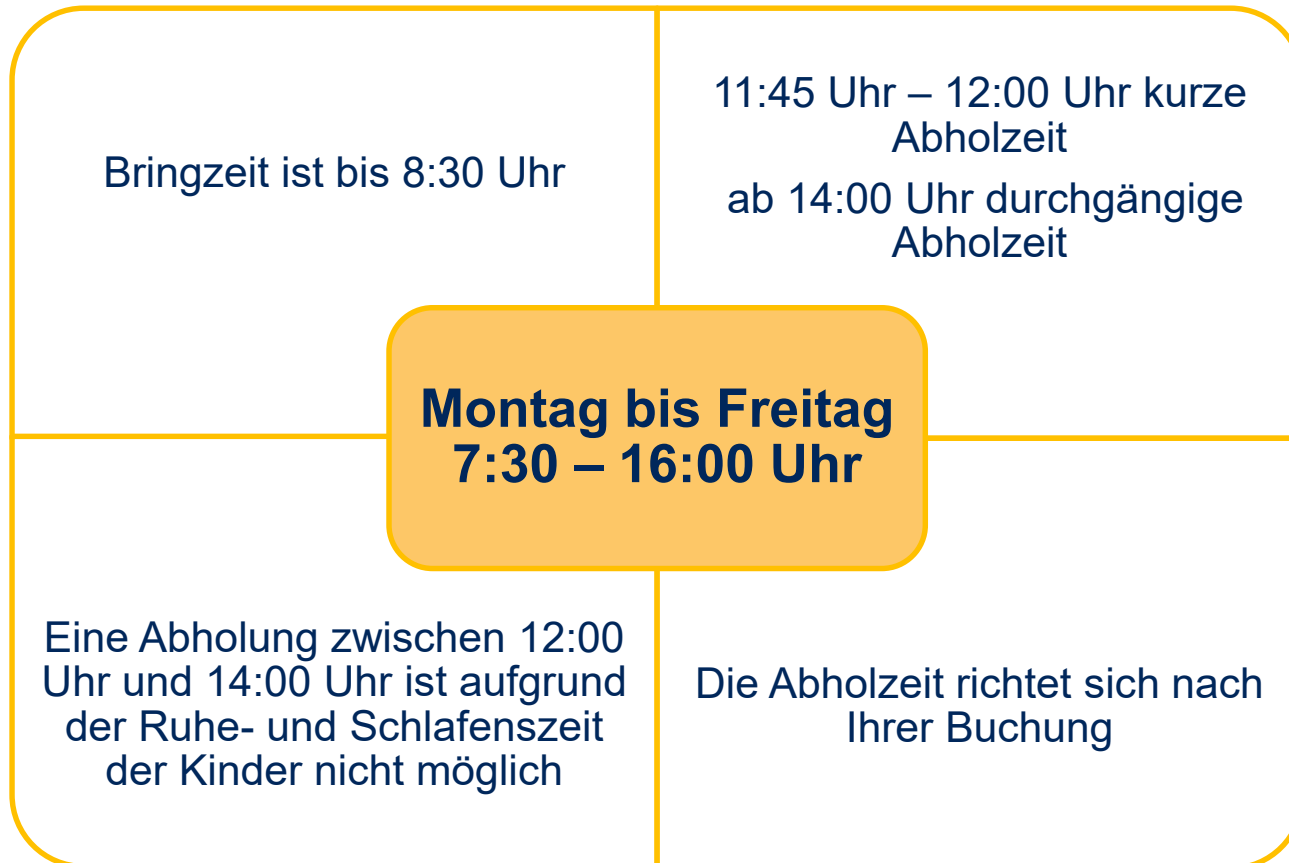 Bringzeit ist bis 8:30 Uhr
11:45 Uhr – 12:00 Uhr kurze
Abholzeit
ab 14:00 Uhr durchgängige
Abholzeit
Montag bis Freitag
7:30 – 16:00 Uhr
Eine Abholung zwischen 12:00
Uhr und 14:00 Uhr ist aufgrund
der Ruhe- und Schlafenszeit
der Kinder nicht möglich
Die Abholzeit richtet sich nach
Ihrer Buchung